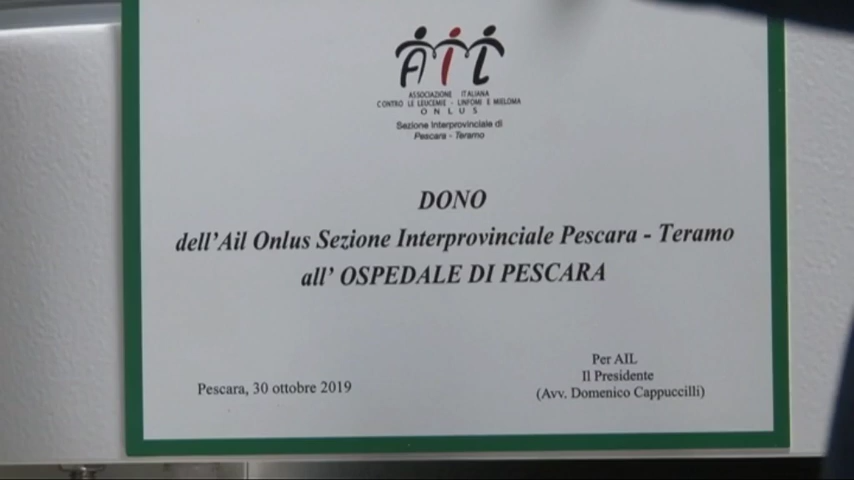 AIL
ASSOCIAZIONE ITALIANA
CONTRO LE LEUCEMIE - LINFOMI E MIELOMA
ONLUS
Sezione Interprovinciale di
Pescara - Teramo
DONO
dell'Ail Onlus Sezione Interprovinciale Pescara - Teramo
all' OSPEDALE DI PESCARA
Per AIL
Il Presidente
Pescara, 30 ottobre 2019
(Avv. Domenico Cappuccilli)